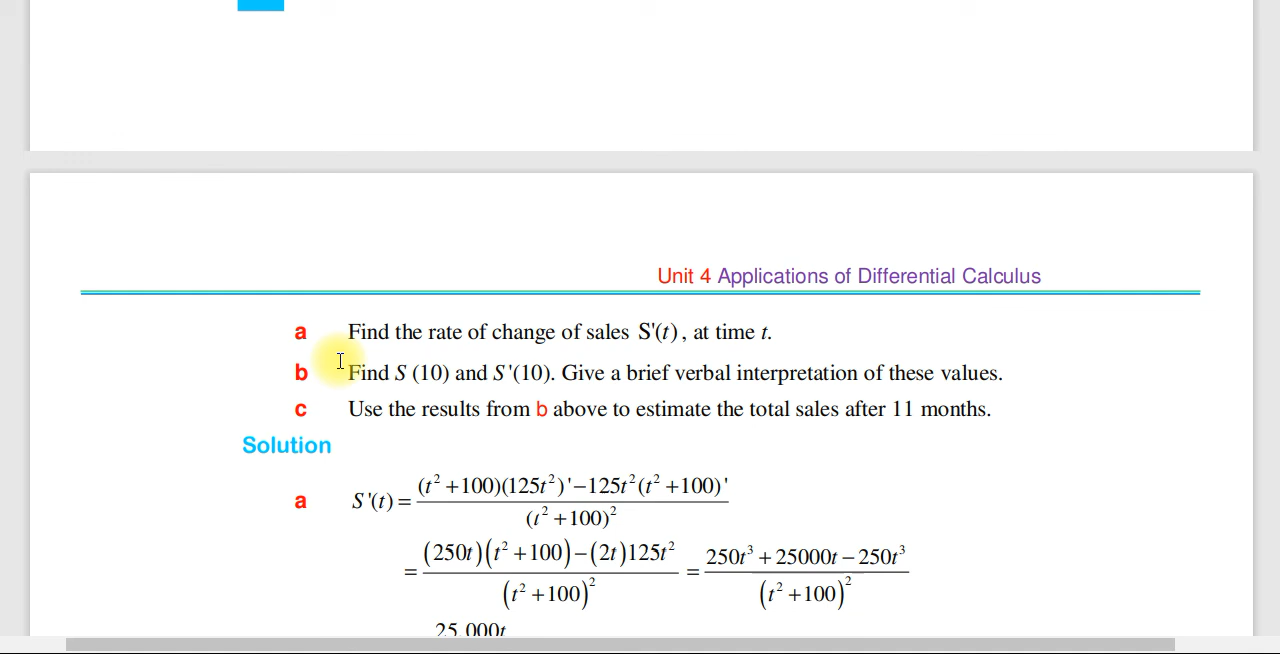 Unit 4 Applications of Differential Calculus
a Find the rate of change of sales S'(t), at time t.
b Find S (10) and S'(10). Give a brief verbal interpretation of these values.
c Use the results from b above to estimate the total sales after 11 months.
Solution
a S'(t) = (t² +100)(125t²)'−125t²(t² +100)' / (t² +100)²
= (250t)(t² +100)−(2t)125t² / (t² +100)² = 250t³ + 25000t − 250t³ / (t² +100)²
25,000t